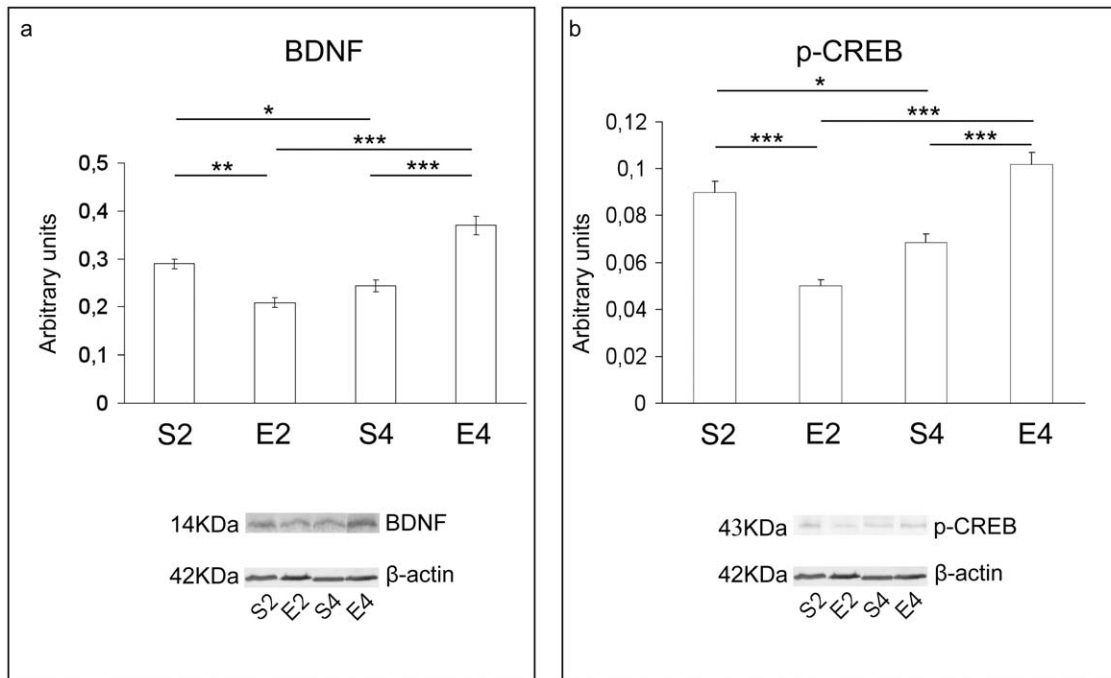 a
BDNF
*
***
**
***
0,5
0,4
0,3
0,2
0,1
0
Arbitrary units
S2 E2 S4 E4
14KDa BDNF
42KDa β-actin
S2 E2 S4 E4
b
p-CREB
*
***
***
***
0,12
0,1
0,08
0,06
0,04
0,02
0
Arbitrary units
S2 E2 S4 E4
43KDa p-CREB
42KDa β-actin
S2 E2 S4 E4